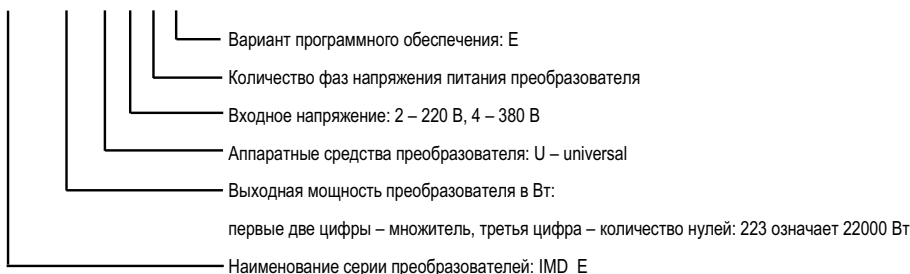 Вариант программного обеспечения: E
Количество фаз напряжения питания преобразователя
Входное напряжение: 2 – 220 В, 4 – 380 В
Аппаратные средства преобразователя: U – universal
Выходная мощность преобразователя в Вт:
первые две цифры – множитель, третья цифра – количество нулей: 223 означает 22000 Вт
Наименование серии преобразователей: IMD_E